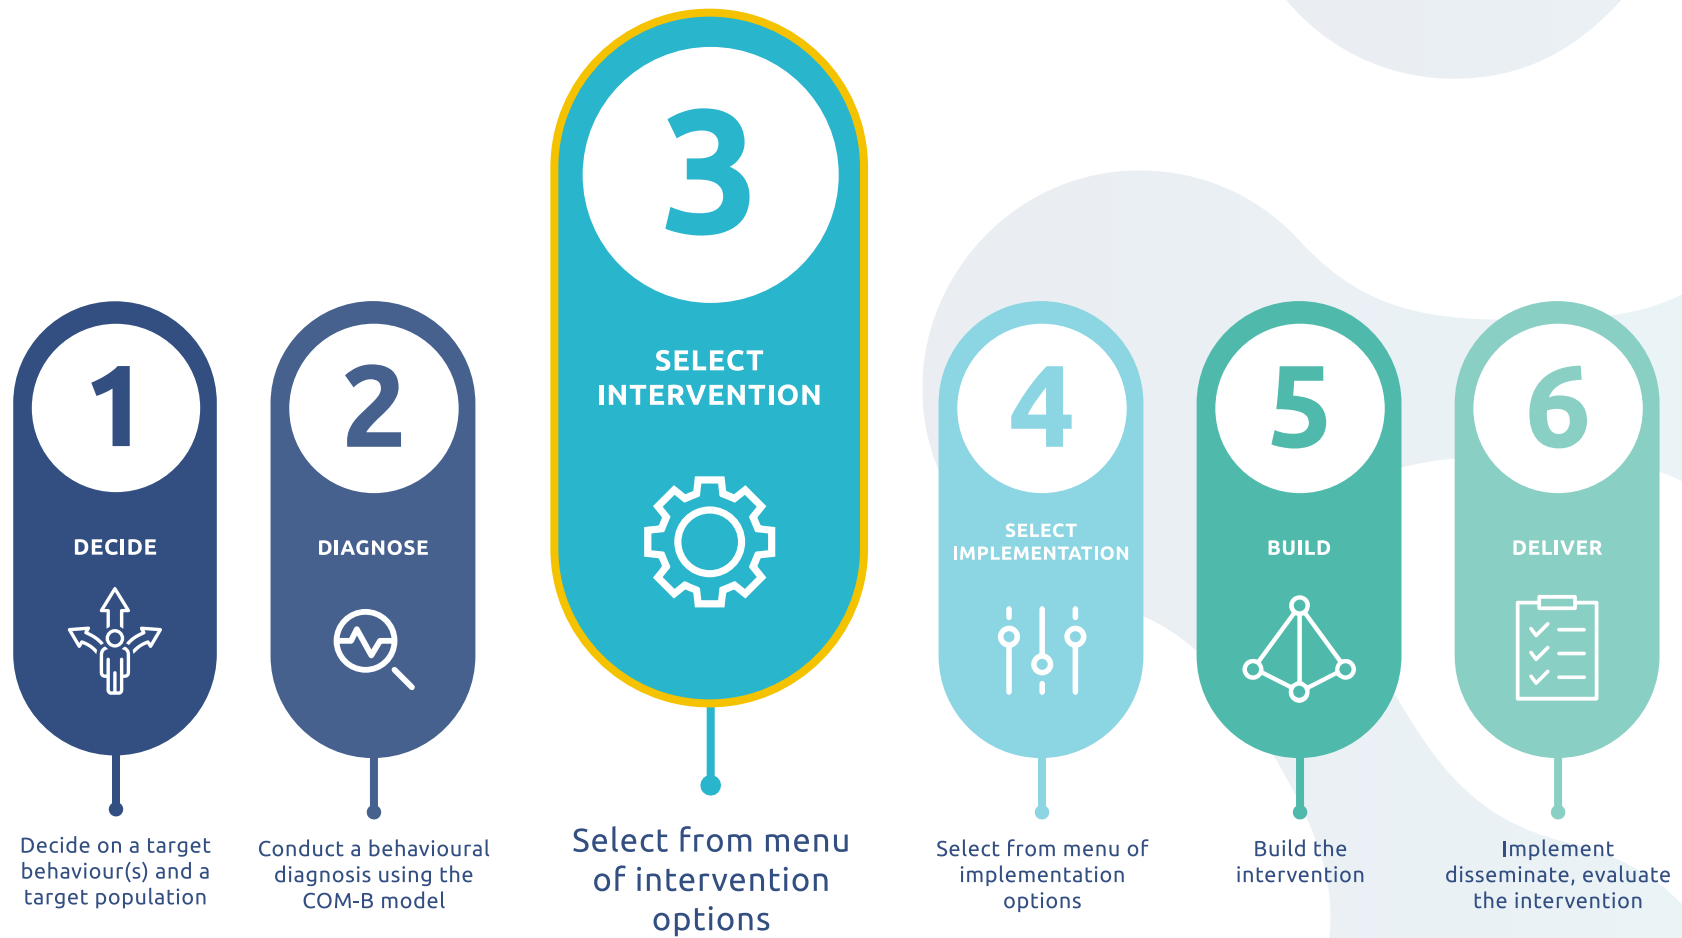 1
DECIDE
Decide on a target
behaviour(s) and a
target population
2
DIAGNOSE
Conduct a behavioural
diagnosis using the
COM-B model
3
SELECT
INTERVENTION
Select from menu
of intervention
options
4
SELECT
IMPLEMENTATION
Select from menu of
implementation
options
5
BUILD
Build the
intervention
6
DELIVER
Implement
disseminate, evaluate
the intervention